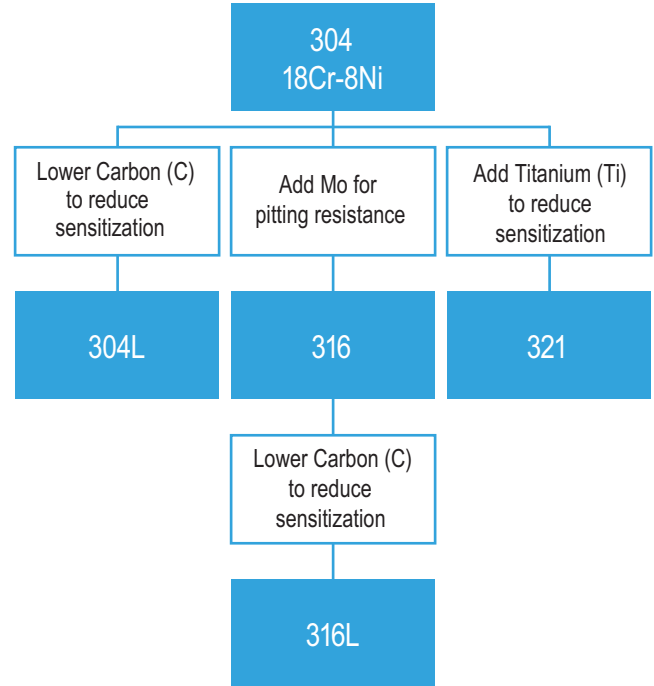 304
18Cr-8Ni
Lower Carbon (C)
to reduce
sensitization
Add Mo for
pitting resistance
Add Titanium (Ti)
to reduce
sensitization
304L
316
321
Lower Carbon (C)
to reduce
sensitization
316L